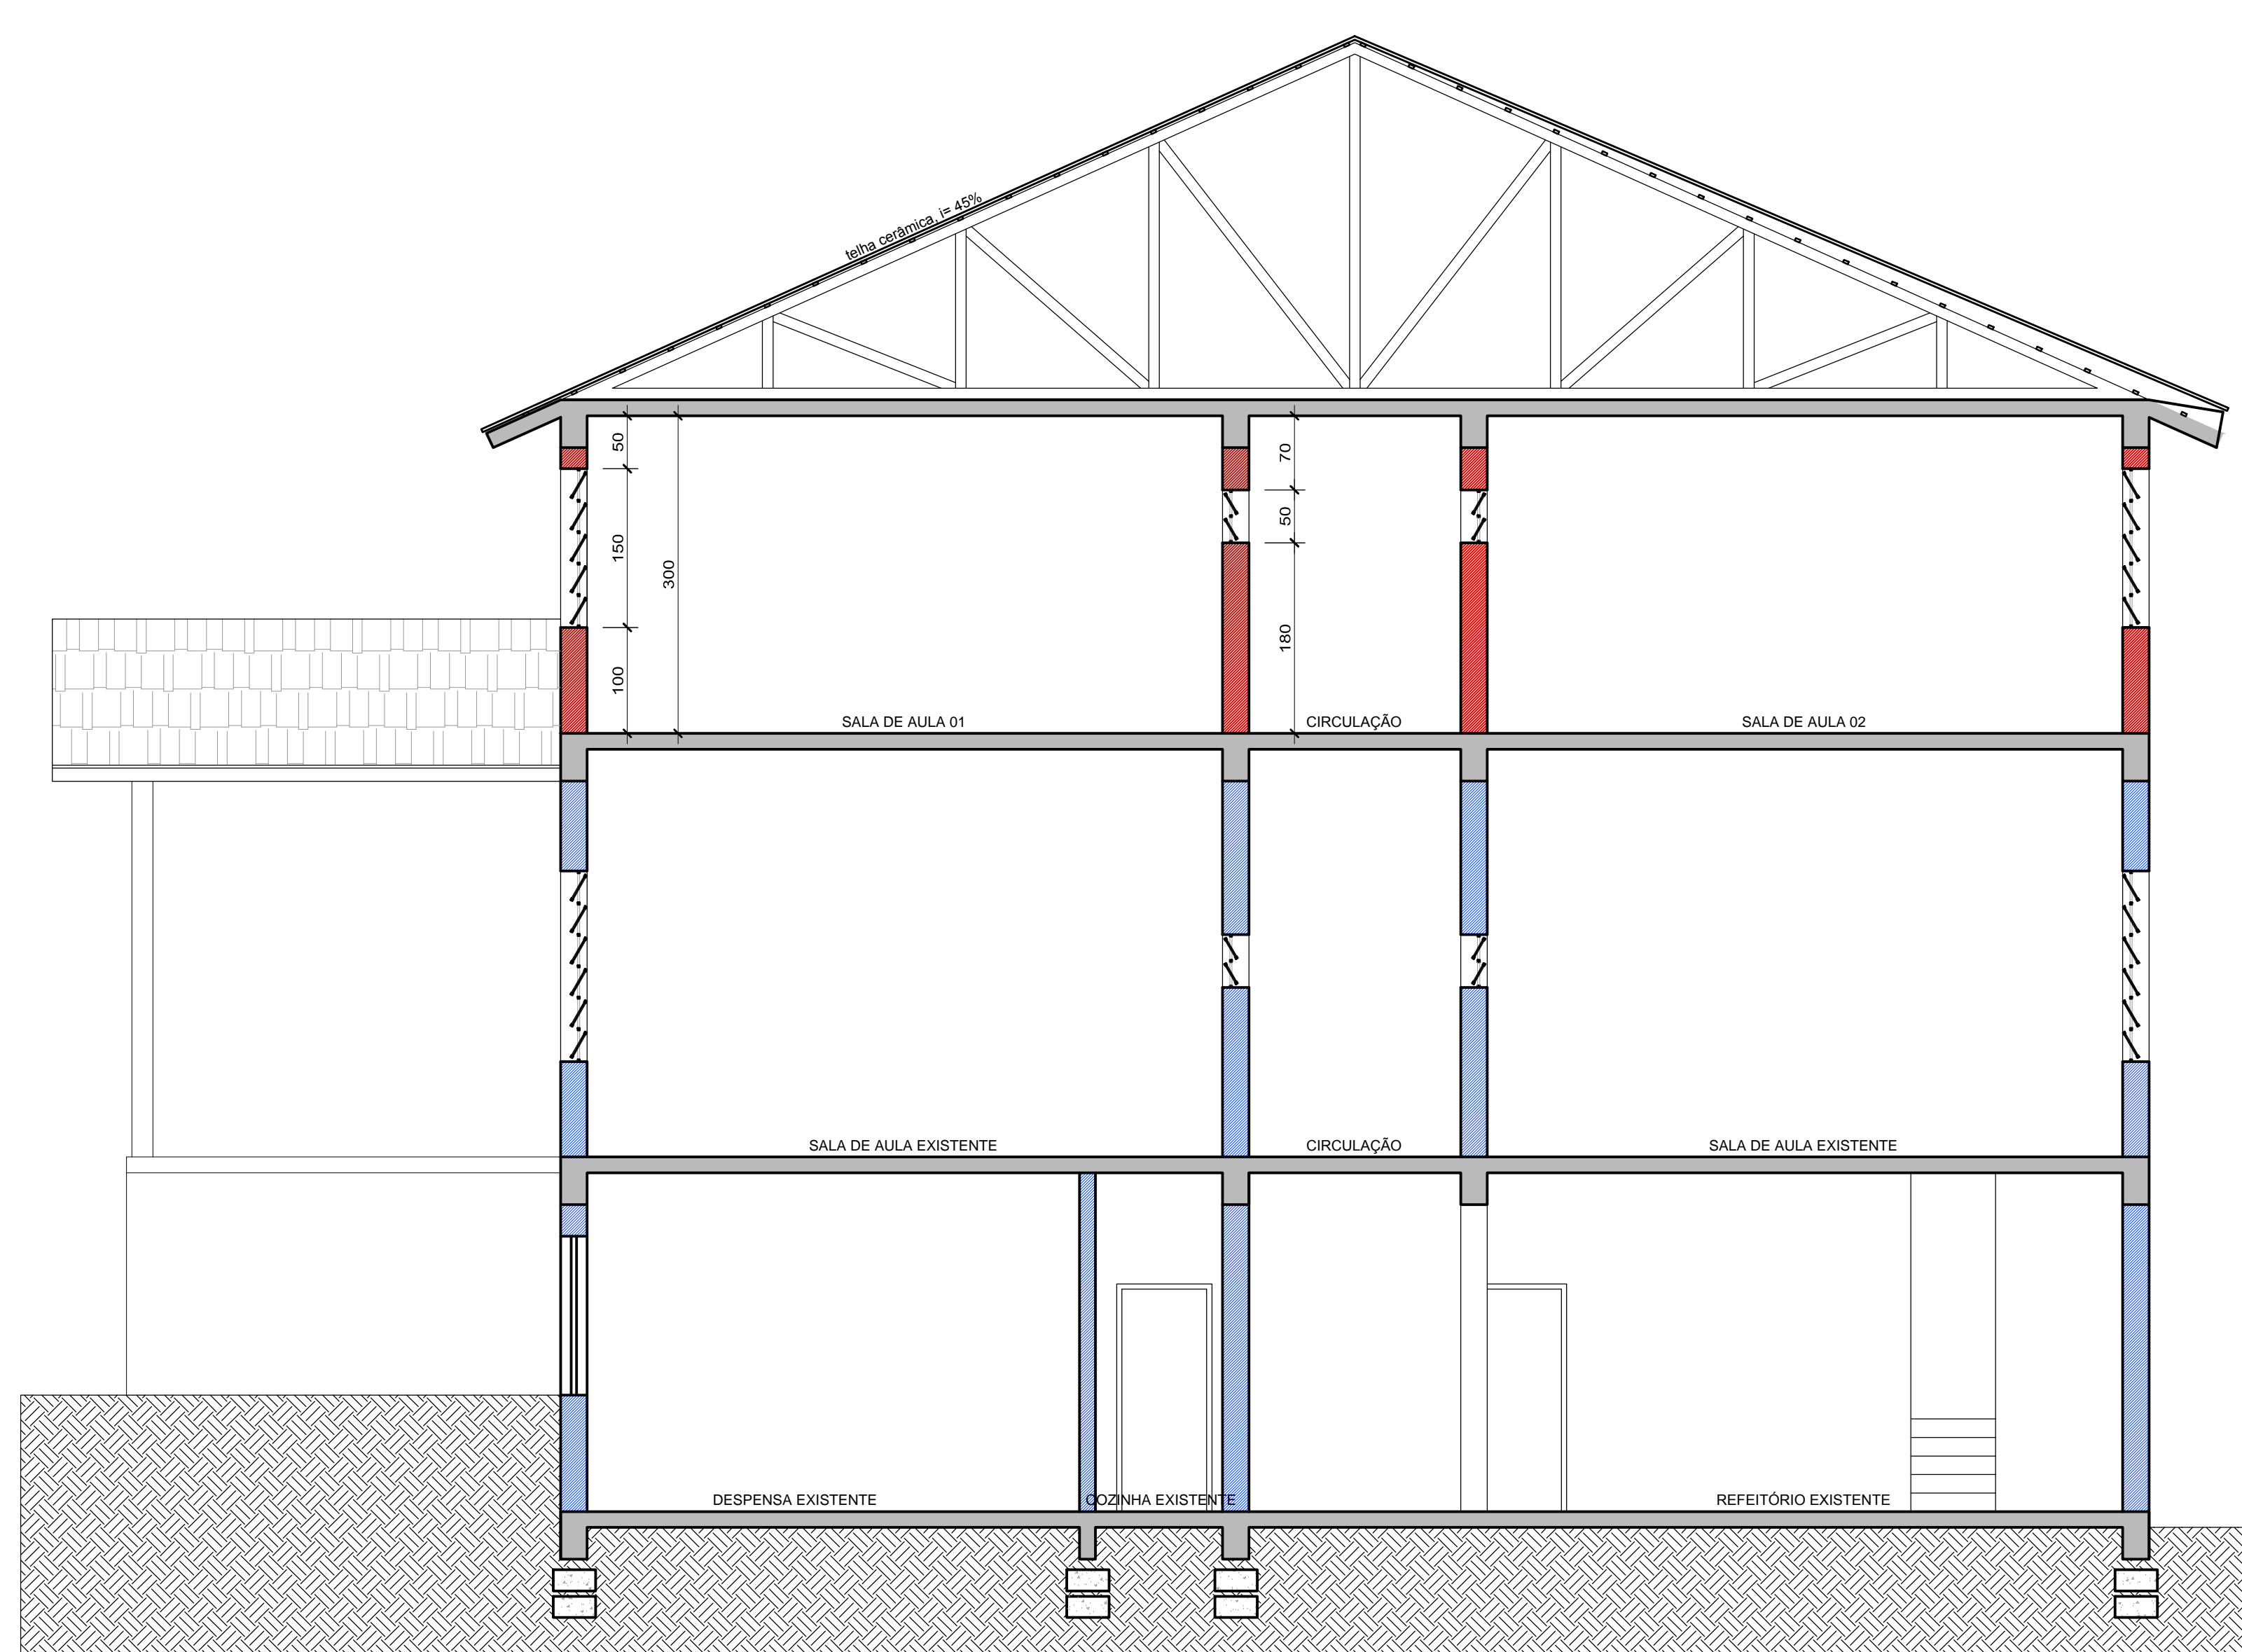 telha cerâmica, i= 45%
50
70
50
150
300
180
100
SALA DE AULA 01
CIRCULAÇÃO
SALA DE AULA 02
SALA DE AULA EXISTENTE
CIRCULAÇÃO
SALA DE AULA EXISTENTE
DESPENSA EXISTENTE
COZINHA EXISTENTE
REFEITÓRIO EXISTENTE